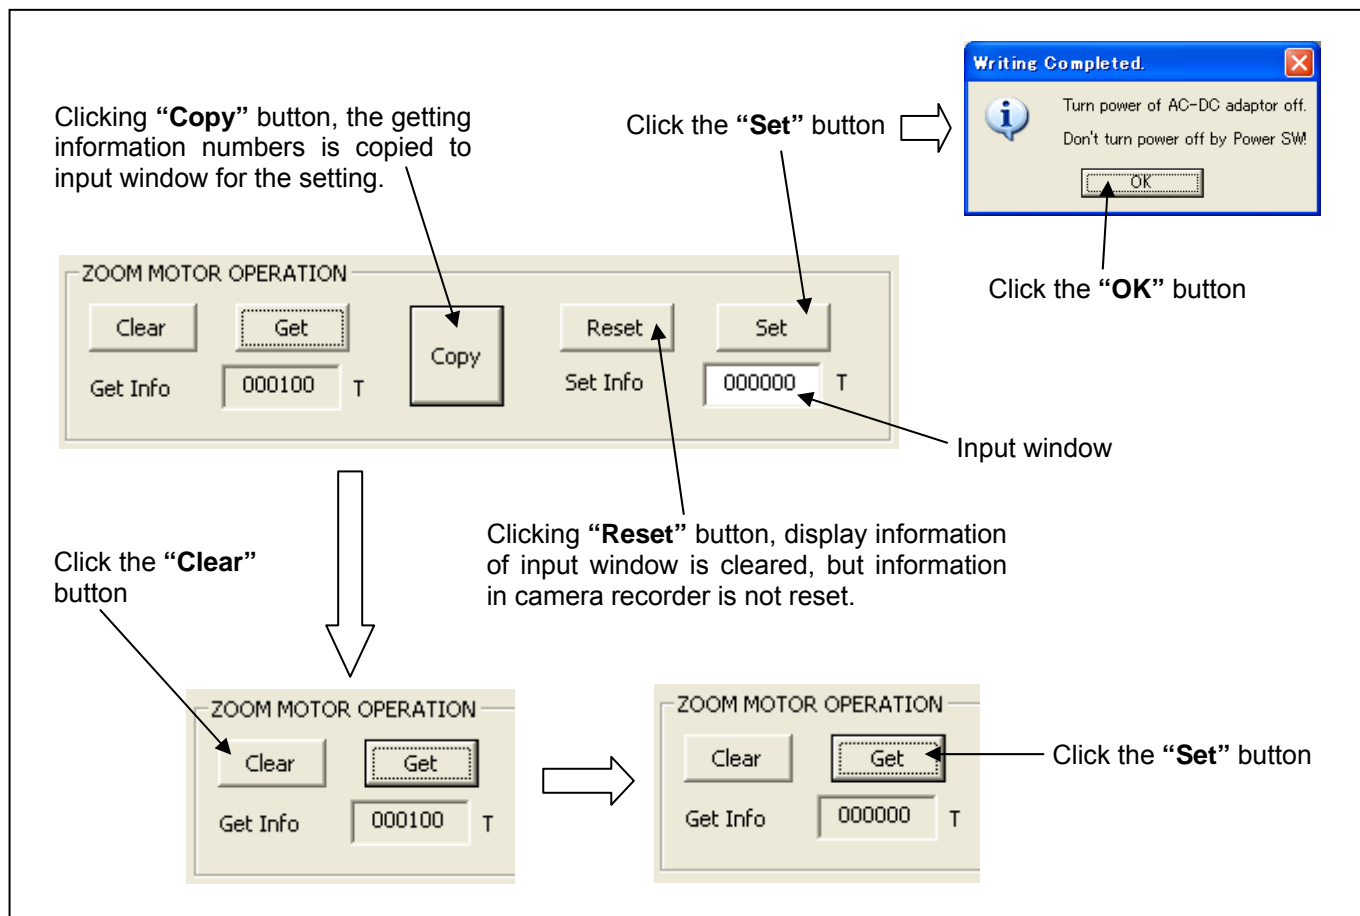 Writing Completed.
Turn power of AC-DC adaptor off.
Don't turn power off by Power SW!
OK
Clicking “Copy” button, the getting
information numbers is copied to
input window for the setting.
Click the “Set” button
Click the “OK” button
ZOOM MOTOR OPERATION
Clear
Get
Copy
Reset
Set
Get Info
000100
T
Set Info
000000
T
Input window
Clicking “Reset” button, display information
of input window is cleared, but information
in camera recorder is not reset.
Click the “Clear”
button
ZOOM MOTOR OPERATION
Clear
Get
Get Info
000100
T
ZOOM MOTOR OPERATION
Clear
Get
Get Info
000000
T
Click the “Set” button